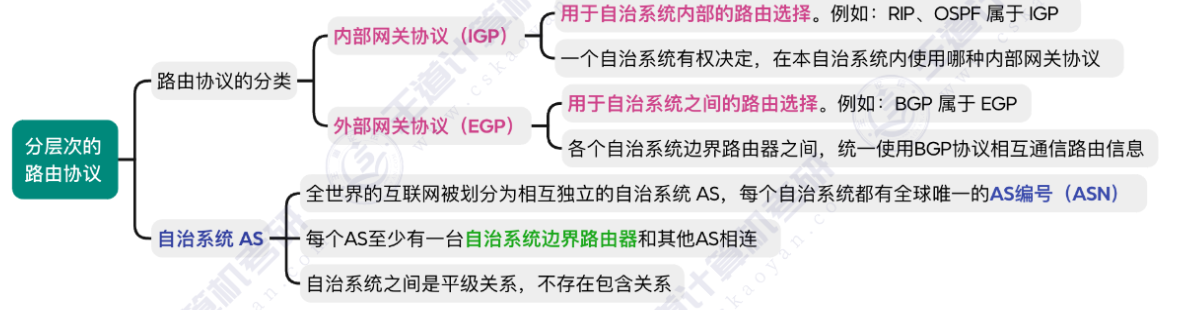 用于自治系统内部的路由选择。例如：RIP、OSPF 属于 IGP
内部网关协议（IGP）
一个自治系统有权决定，在本自治系统内使用哪种内部网关协议
路由协议的分类
用于自治系统之间的路由选择。例如：BGP 属于 EGP
外部网关协议（EGP）
各个自治系统边界路由器之间，统一使用BGP协议相互通信路由信息
分层次的
路由协议
全世界的互联网被划分为相互独立的自治系统 AS，每个自治系统都有全球唯一的AS编号（ASN）
自治系统 AS
每个AS至少有一台自治系统边界路由器和其他AS相连
自治系统之间是平级关系，不存在包含关系